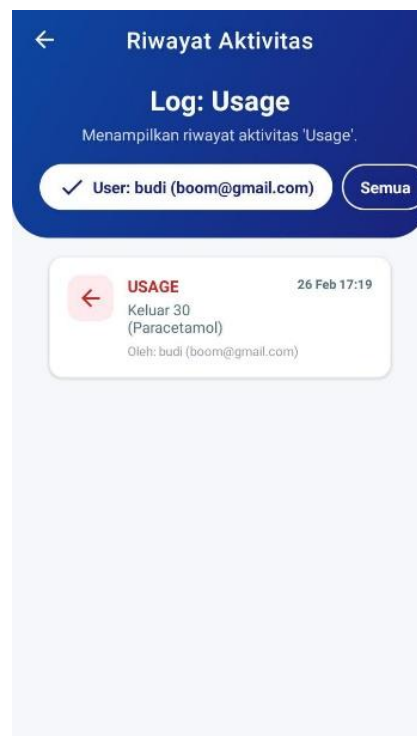 Riwayat Aktivitas
Log: Usage
Menampilkan riwayat aktivitas 'Usage'.
User: budi (boom@gmail.com)
Semua
USAGE
26 Feb 17:19
Keluar 30
(Paracetamol)
Oleh: budi (boom@gmail.com)